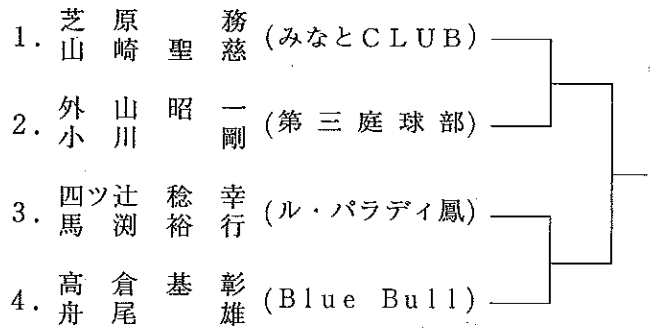 芝原　務
1. 山崎聖慈 (みなとCLUB)
外山昭一
2. 小川　剛 (第三庭球部)
四ツ辻稔幸
3. 馬渕裕行 (ル・パラディ鳳)
高倉基彰
4. 舟尾　雄 (Blue Bull)